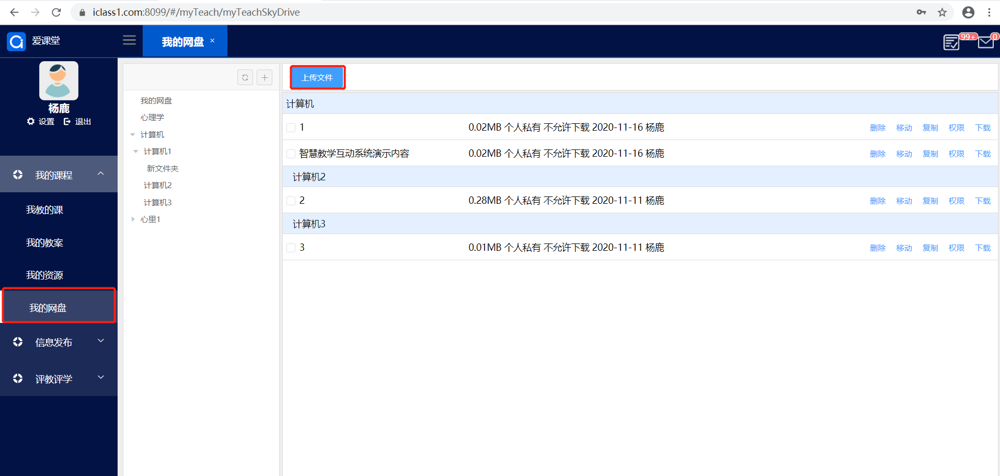 iclass1.com:8099/#/myTeach/myTeachSkyDrive
爱课堂
我的网盘 ×
99+
0
杨鹿
设置 退出
我的课程
我教的课
我的教案
我的资源
我的网盘
信息发布
评教评学
我的网盘
心理学
计算机
计算机1
新文件夹
计算机2
计算机3
心里1
上传文件
计算机
1 0.02MB 个人私有 不允许下载 2020-11-16 杨鹿 删除 移动 复制 权限 下载
智慧教学互动系统演示内容 0.02MB 个人私有 不允许下载 2020-11-16 杨鹿 删除 移动 复制 权限 下载
计算机2
2 0.28MB 个人私有 不允许下载 2020-11-11 杨鹿 删除 移动 复制 权限 下载
计算机3
3 0.01MB 个人私有 不允许下载 2020-11-11 杨鹿 删除 移动 复制 权限 下载